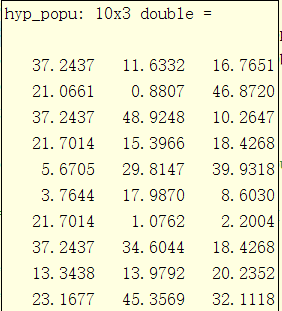 hyp_popu: 10x3 double =
37.2437 11.6332 16.7651
21.0661 0.8807 46.8720
37.2437 48.9248 10.2647
21.7014 15.3966 18.4268
5.6705 29.8147 39.9318
3.7644 17.9870 8.6030
21.7014 1.0762 2.2004
37.2437 34.6044 18.4268
13.3438 13.9792 20.2352
23.1677 45.3569 32.1118